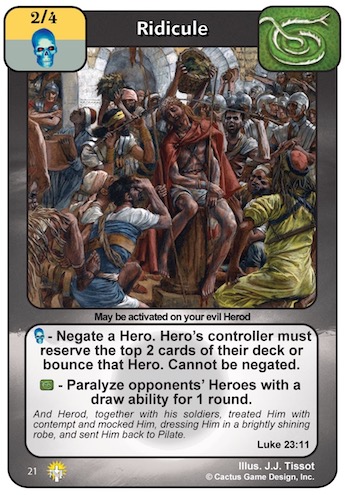 2/4
Ridicule
May be activated on your evil Herod
- Negate a Hero. Hero's controller must
reserve the top 2 cards of their deck or
bounce that Hero. Cannot be negated.
- Paralyze opponents' Heroes with a
draw ability for 1 round.
And Herod, together with his soldiers, treated Him with
contempt and mocked Him, dressing Him in a brightly shining
robe, and sent Him back to Pilate.
Luke 23:11
Illus. J.J. Tissot
21
© Cactus Game Design, Inc.